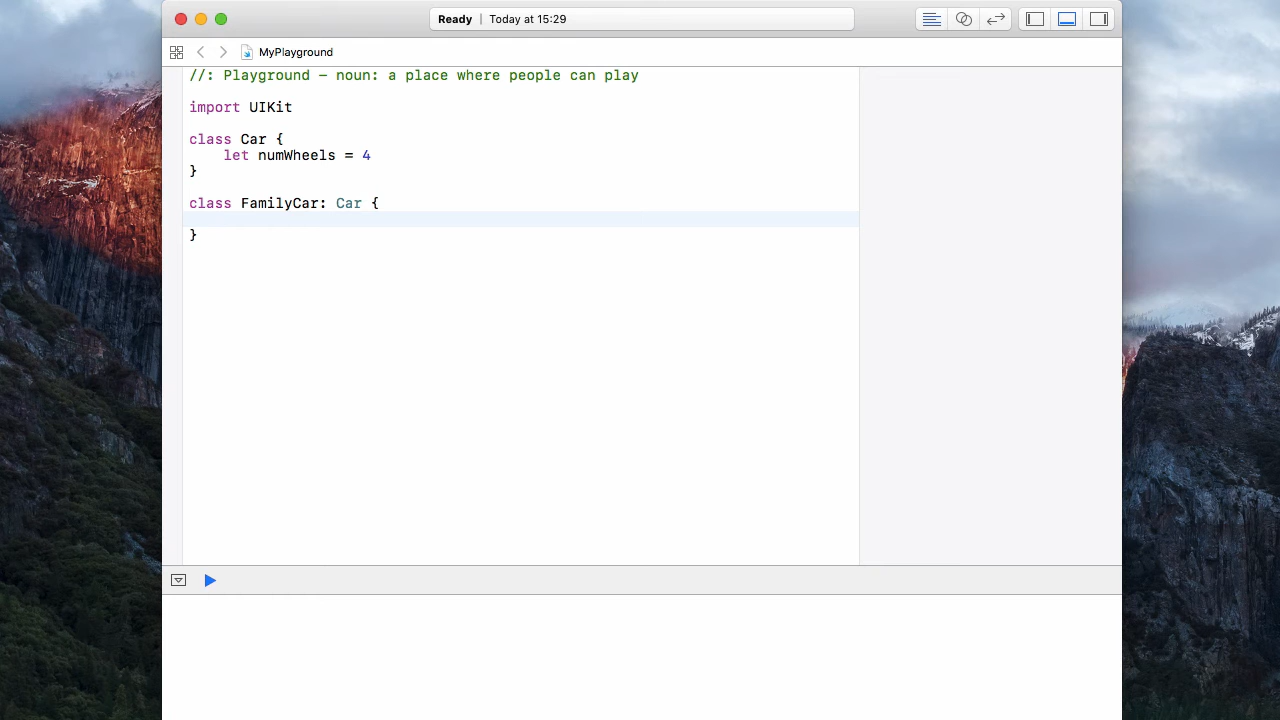 Ready | Today at 15:29
MyPlayground
//: Playground – noun: a place where people can play
import UIKit
class Car {
let numWheels = 4
}
class FamilyCar: Car {
}